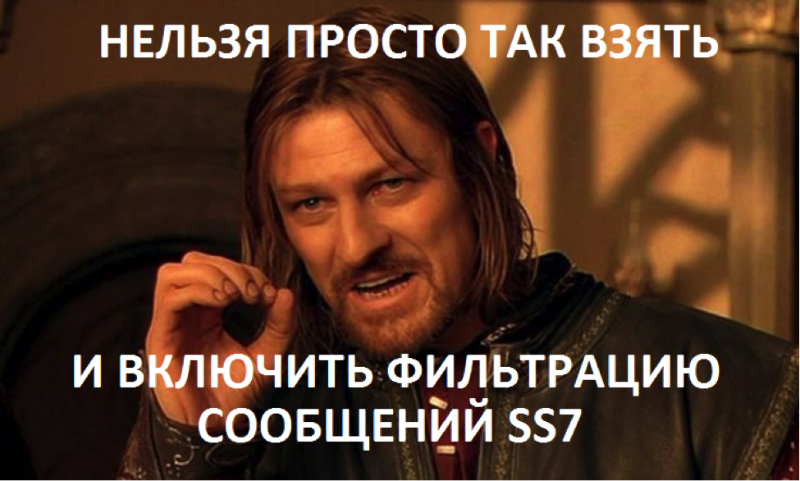 НЕЛЬЗЯ ПРОСТО ТАК ВЗЯТЬ
И ВКЛЮЧИТЬ ФИЛЬТРАЦИЮ
СООБЩЕНИЙ SS7